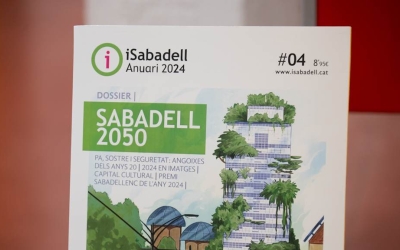 iSabadell
Anuari 2024
#04 8'95€
www.isabadell.cat
DOSSIER |
SABADELL
2050
PA, SOSTRE I SEGURETAT: ANGOIXES
DELS ANYS 20 | 2024 EN IMATGES |
CAPITAL CULTURAL | PREMI
SABADELLENC DE L'ANY 2024 |